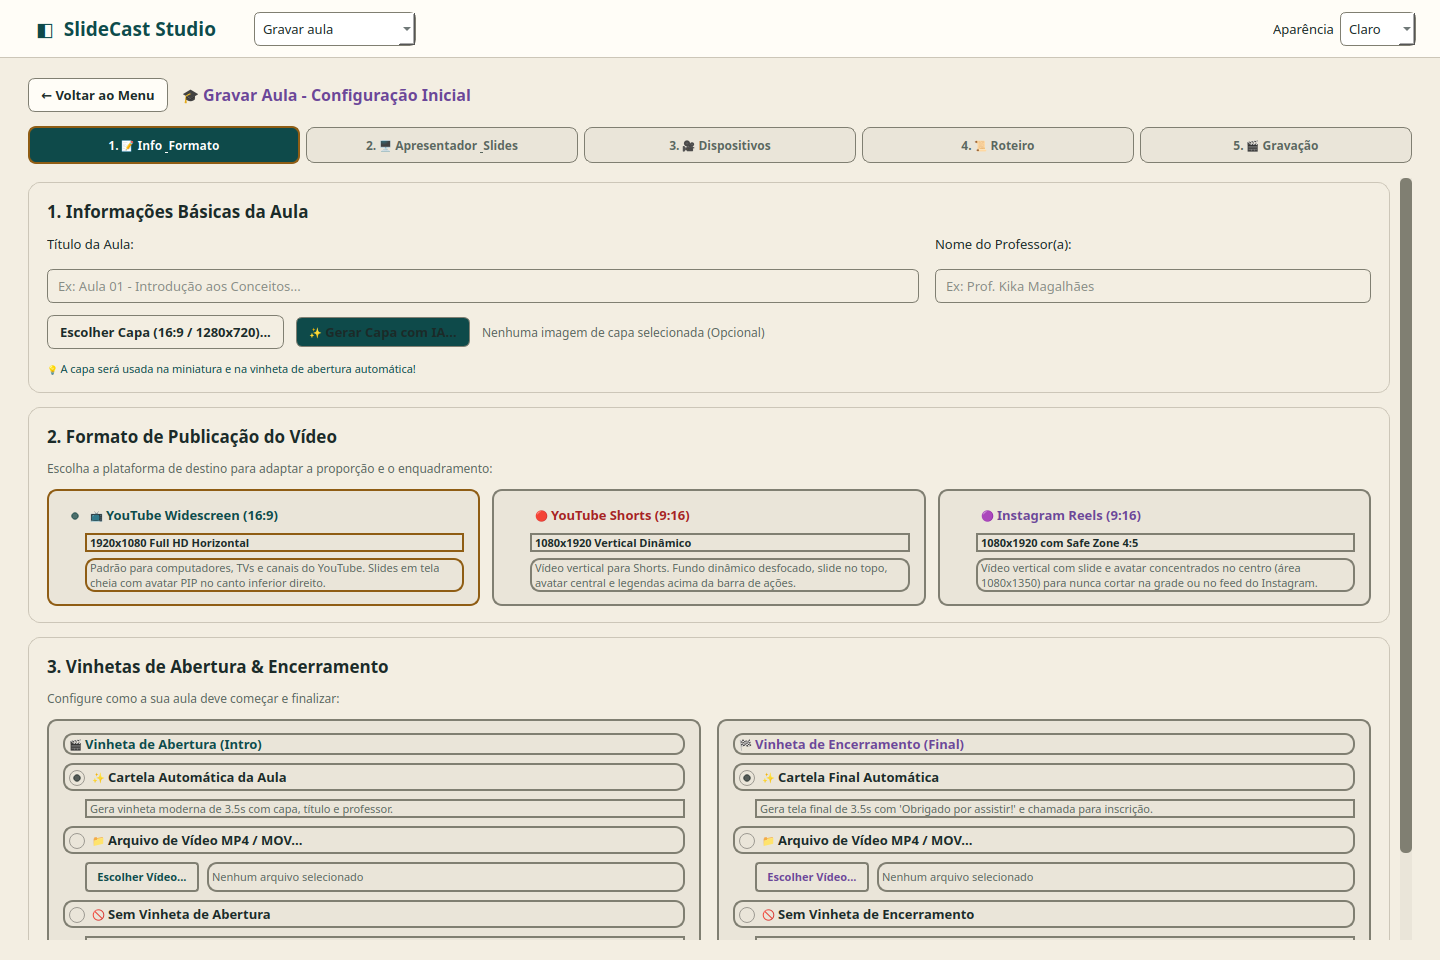 SlideCast Studio
Gravar aula
Aparência
Claro
← Voltar ao Menu
🎓 Gravar Aula - Configuração Inicial
1. 📝 Info _Formato
2. 🖥️ Apresentador _Slides
3. 🎥 Dispositivos
4. 📜 Roteiro
5. 🎬 Gravação
1. Informações Básicas da Aula
Título da Aula:
Nome do Professor(a):
Ex: Aula 01 - Introdução aos Conceitos...
Ex: Prof. Kika Magalhães
Escolher Capa (16:9 / 1280x720)...
✨ Gerar Capa com IA...
Nenhuma imagem de capa selecionada (Opcional)
💡 A capa será usada na miniatura e na vinheta de abertura automática!
2. Formato de Publicação do Vídeo
Escolha a plataforma de destino para adaptar a proporção e o enquadramento:
📺 YouTube Widescreen (16:9)
1920x1080 Full HD Horizontal
Padrão para computadores, TVs e canais do YouTube. Slides em tela
cheia com avatar PIP no canto inferior direito.
🔴 YouTube Shorts (9:16)
1080x1920 Vertical Dinâmico
Vídeo vertical para Shorts. Fundo dinâmico desfocado, slide no topo,
avatar central e legendas acima da barra de ações.
🟣 Instagram Reels (9:16)
1080x1920 com Safe Zone 4:5
Vídeo vertical com slide e avatar concentrados no centro (área
1080x1350) para nunca cortar na grade ou no feed do Instagram.
3. Vinhetas de Abertura & Encerramento
Configure como a sua aula deve começar e finalizar:
🎬 Vinheta de Abertura (Intro)
✨ Cartela Automática da Aula
Gera vinheta moderna de 3.5s com capa, título e professor.
📁 Arquivo de Vídeo MP4 / MOV...
Escolher Vídeo...
Nenhum arquivo selecionado
🚫 Sem Vinheta de Abertura
🏁 Vinheta de Encerramento (Final)
✨ Cartela Final Automática
Gera tela final de 3.5s com 'Obrigado por assistir!' e chamada para inscrição.
📁 Arquivo de Vídeo MP4 / MOV...
Escolher Vídeo...
Nenhum arquivo selecionado
🚫 Sem Vinheta de Encerramento